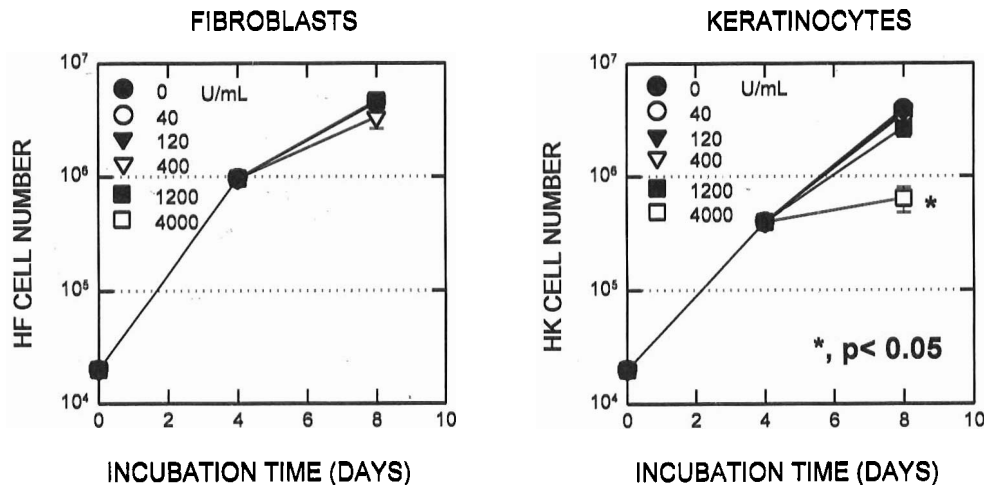 FIBROBLASTS
10⁷
0 U/mL
40
120
400
1200
4000
10⁶
10⁵
10⁴
HF CELL NUMBER
0 2 4 6 8 10
INCUBATION TIME (DAYS)
KERATINOCYTES
10⁷
0 U/mL
40
120
400
1200
4000
10⁶
*
10⁵
*, p< 0.05
10⁴
HK CELL NUMBER
0 2 4 6 8 10
INCUBATION TIME (DAYS)